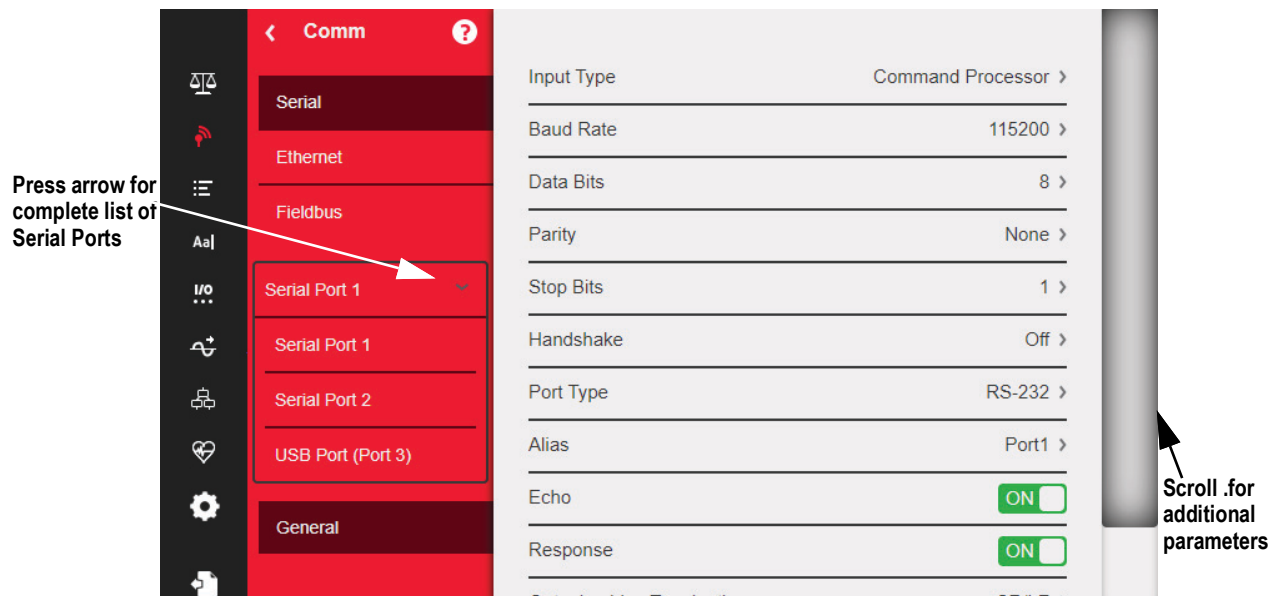 Comm
?
Serial
Ethernet
Fieldbus
Serial Port 1
Serial Port 1
Serial Port 2
USB Port (Port 3)
General
Aa
I/O
Input Type Command Processor
Baud Rate 115200
Data Bits 8
Parity None
Stop Bits 1
Handshake Off
Port Type RS-232
Alias Port1
Echo ON
Response ON
Press arrow for
complete list of
Serial Ports
Scroll .for
additional
parameters